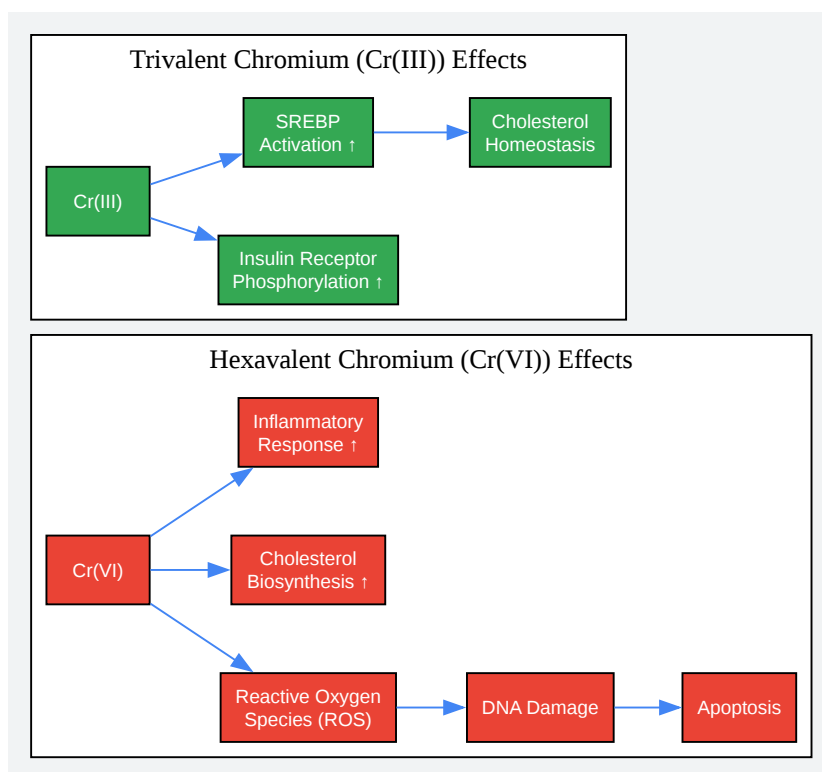 Trivalent Chromium (Cr(III)) Effects
SREBP
Activation ↑
Cholesterol
Homeostasis
Cr(III)
Insulin Receptor
Phosphorylation ↑
Hexavalent Chromium (Cr(VI)) Effects
Inflammatory
Response ↑
Cr(VI)
Cholesterol
Biosynthesis ↑
Reactive Oxygen
Species (ROS)
DNA Damage
Apoptosis